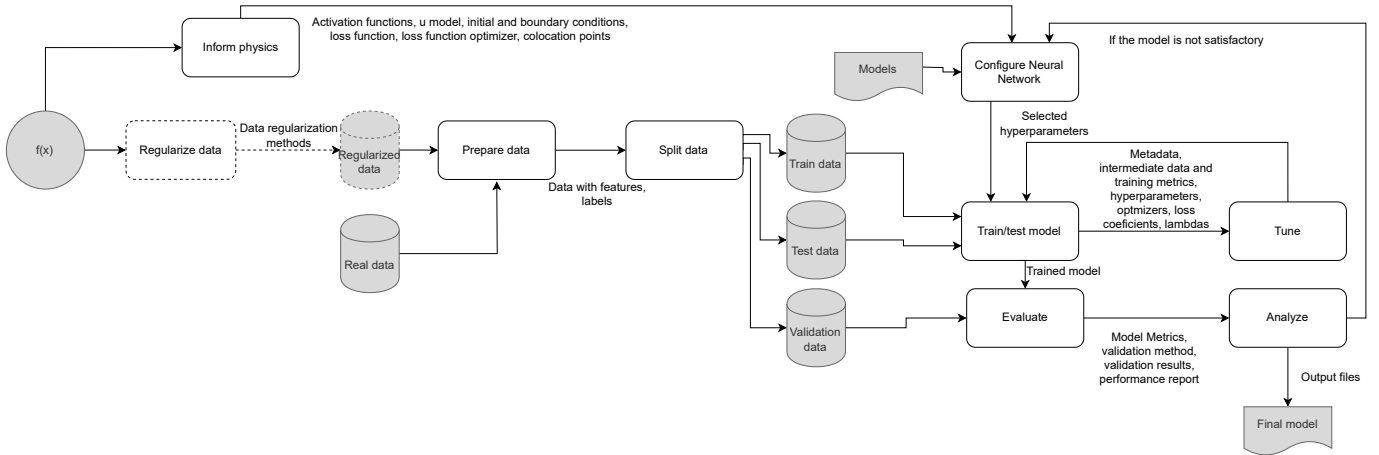 Activation functions, u model, initial and boundary conditions,
loss function, loss function optimizer, colocation points
Inform physics
If the model is not satisfactory
Models
Configure Neural
Network
f(x)
Regularize data
Data regularization
methods
Regularized
data
Prepare data
Data with features,
labels
Split data
Train data
Selected
hyperparameters
Metadata,
intermediate data and
training metrics,
hyperparameters,
optmizers, loss
coeficients, lambdas
Real data
Test data
Train/test model
Tune
Trained model
Validation
data
Evaluate
Model Metrics,
validation method,
validation results,
performance report
Analyze
Output files
Final model